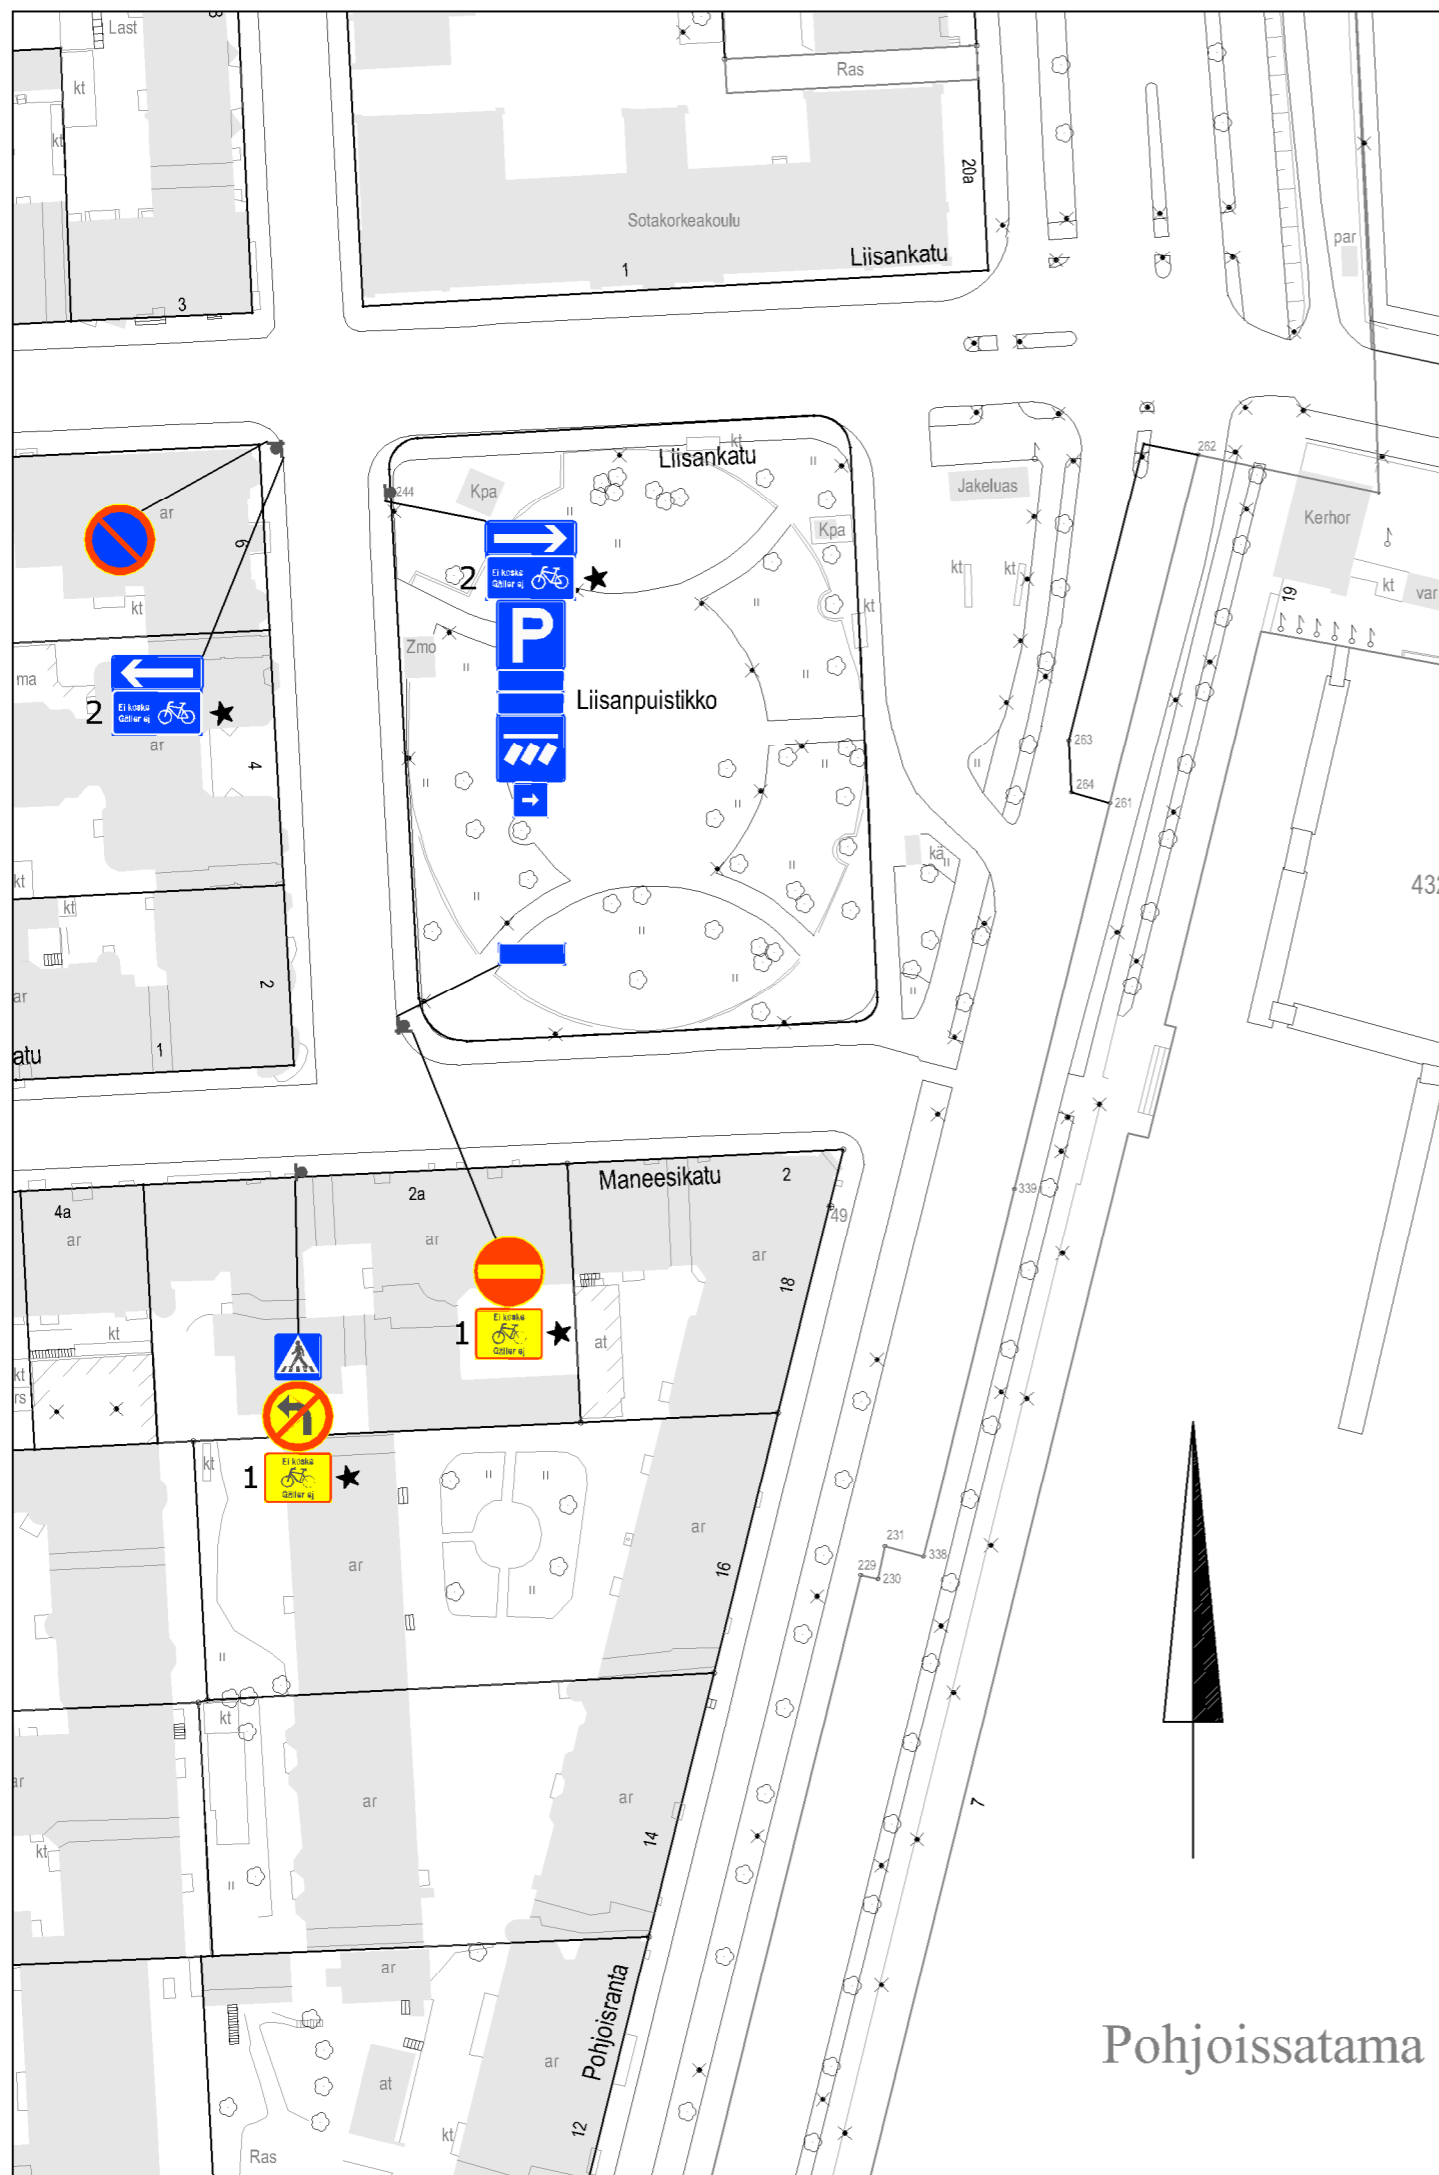 Last
B
kt
kt
Ras
20a
Sotakorkeakoulu
Liisankatu
1
3
par
Liisankatu
kt
262
244
Kpa
Jakeluas
Kerhor
ar
6
Kpa
2
Ei koske
Gäller ej
kt
kt
kt
kt
var
19
kt
P
Zmo
ma
Liisanpuistikko
2
Ei koske
Gäller ej
ar
4
263
264
261
kä
kt
432
kt
2
ar
atu
1
Maneesikatu
2
339
2a
4a
49
ar
ar
ar
18
1
Ei koske
Gäller ej
at
kt
kt
rs
1
Ei koske
Gäller ej
kt
ar
ar
16
231
338
229
230
kt
ar
ar
ar
14
7
kt
ar
Pohjoisranta
Pohjoissatama
ar
at
12
kt
Ras